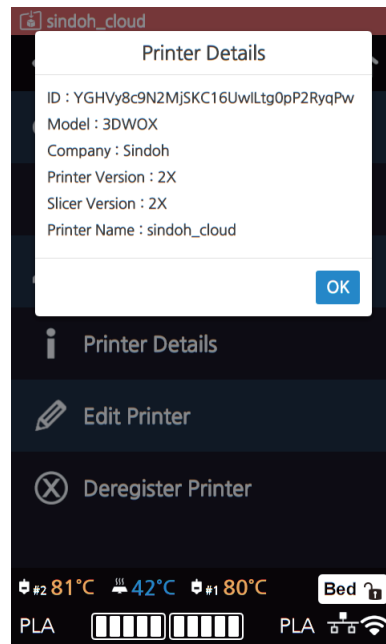 sindoh_cloud
Printer Details
ID : YGHVy8c9N2MjSKC16UwILtg0pP2RyqPw
Model : 3DWOX
Company : Sindoh
Printer Version : 2X
Slicer Version : 2X
Printer Name : sindoh_cloud
OK
Printer Details
Edit Printer
Deregister Printer
#2 81°C 42°C #1 80°C Bed
PLA PLA